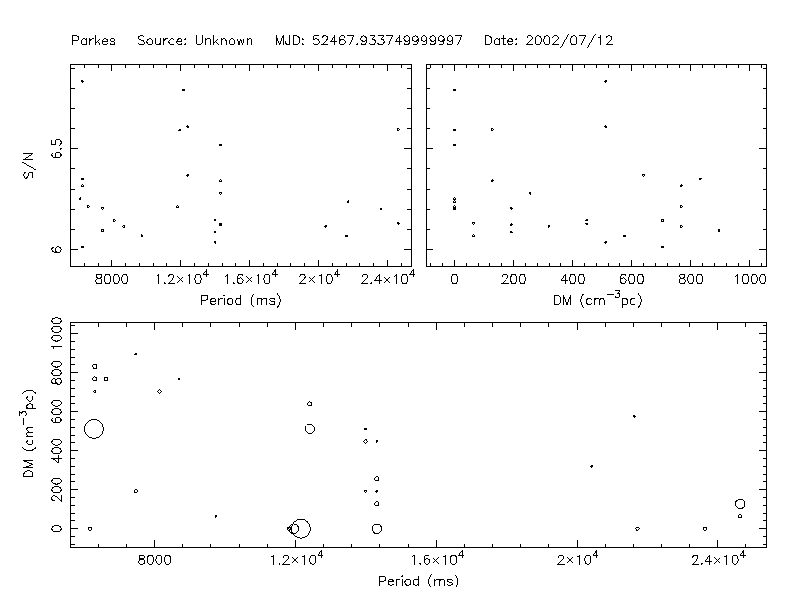 Parkes Source: Unknown MJD: 52467.933749999997 Date: 2002/07/12
S/N
6.5
6
8000 1.2×10⁴ 1.6×10⁴ 2×10⁴ 2.4×10⁴
Period (ms)
0 200 400 600 800 1000
DM (cm⁻³pc)
DM (cm⁻³pc)
1000
800
600
400
200
0
8000 1.2×10⁴ 1.6×10⁴ 2×10⁴ 2.4×10⁴
Period (ms)